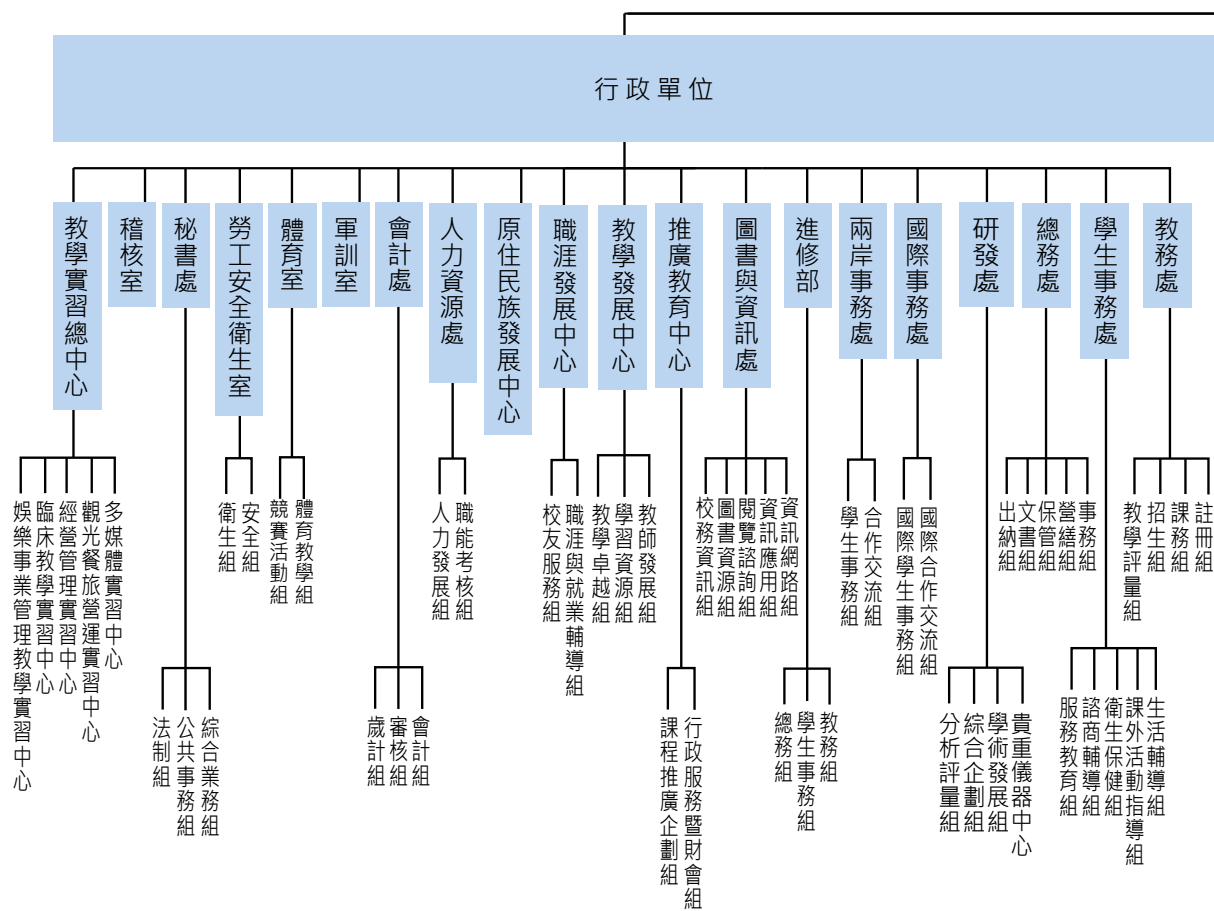 行政單位
教學實習總中心
稽核室
秘書處
勞工安全衛生室
體育室
軍訓室
會計處
人力資源處
原住民族發展中心
職涯發展中心
教學發展中心
推廣教育中心
圖書與資訊處
進修部
兩岸事務處
國際事務處
研發處
總務處
學生事務處
教務處
娛樂事業管理教學實習中心
臨床教學實習中心
經營管理實習中心
觀光餐旅營運實習中心
多媒體實習中心
法制組
公共事務組
綜合業務組
衛生組
安全組
競賽活動組
體育教學組
歲計組
審核組
會計組
人力發展組
職能考核組
校友服務組
職涯與就業輔導組
教學卓越組
學習資源組
教師發展組
課程推廣企劃組
行政服務暨財會組
校務資訊組
圖書資源組
閱覽諮詢組
資訊應用組
資訊網路組
總務組
學生事務組
教務組
學生事務組
合作交流組
國際學生事務組
國際合作交流組
分析評量組
綜合企劃組
學術發展組
貴重儀器中心
出納組
文書組
保管組
營繕組
事務組
服務教育組
諮商輔導組
衛生保健組
課外活動指導組
生活輔導組
教學評量組
招生組
課務組
註冊組